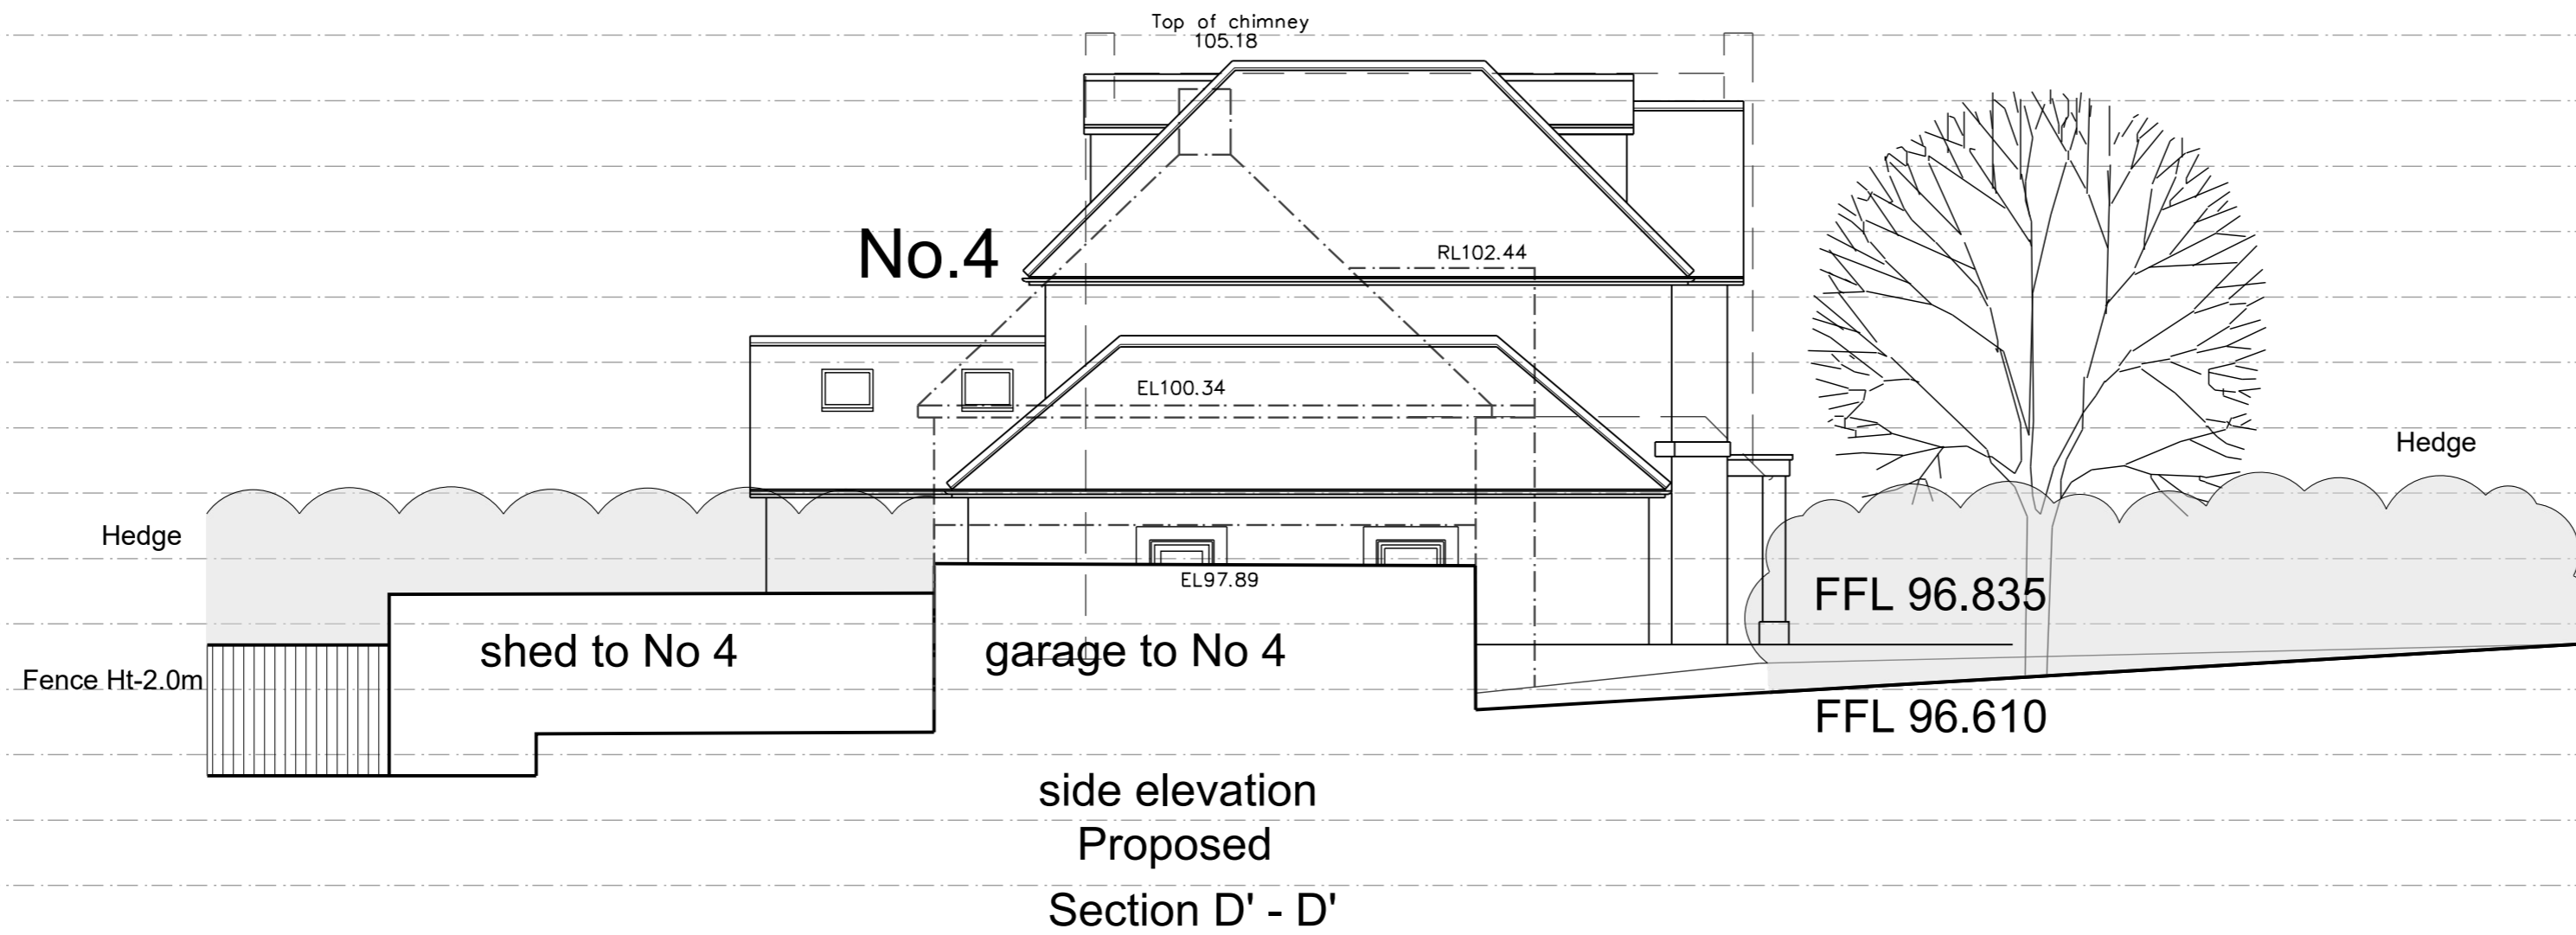 Top of chimney
105.18
No.4
RL102.44
EL100.34
Hedge
Hedge
EL97.89
FFL 96.835
shed to No 4
garage to No 4
Fence Ht-2.0m
FFL 96.610
side elevation
Proposed
Section D' - D'